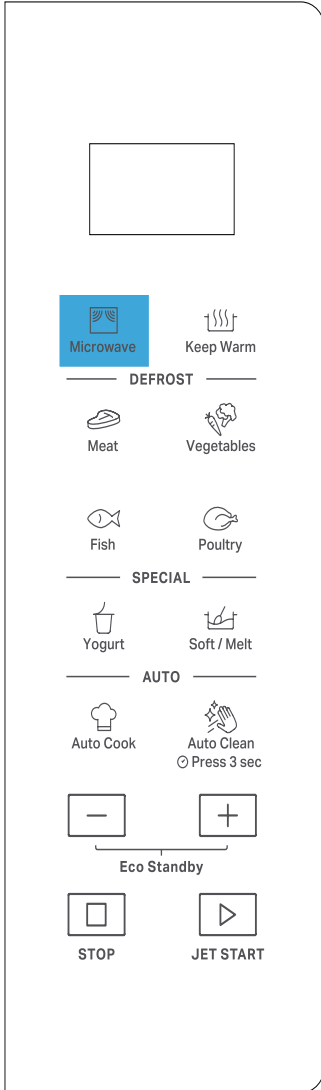 Microwave Keep Warm
DEFROST
Meat Vegetables
Fish Poultry
SPECIAL
Yogurt Soft / Melt
AUTO
Auto Cook Auto Clean
Press 3 sec
Eco Standby
STOP JET START